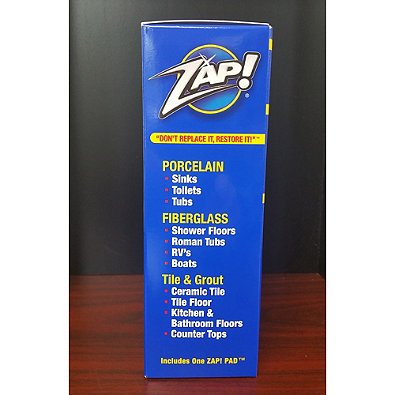 ZAP!®
"DON'T REPLACE IT, RESTORE IT!"™
PORCELAIN
• Sinks
• Toilets
• Tubs
FIBERGLASS
• Shower Floors
• Roman Tubs
• RV's
• Boats
Tile & Grout
• Ceramic Tile
• Tile Floor
• Kitchen &
Bathroom Floors
• Counter Tops
Includes One ZAP! PAD™